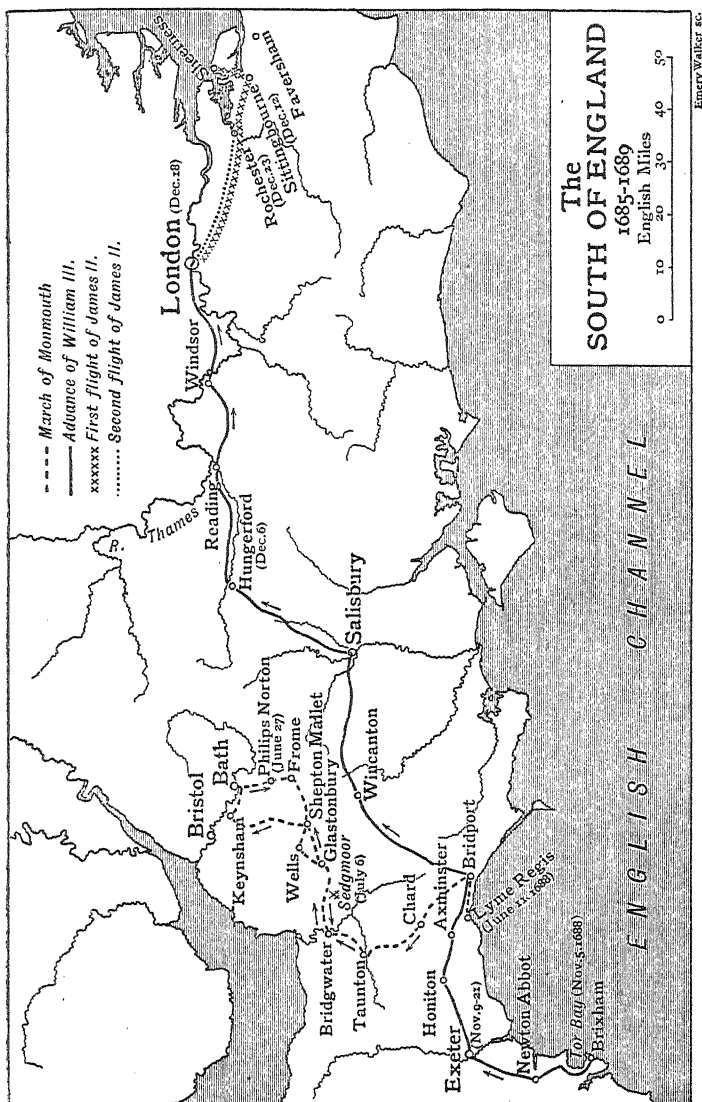 --- March of Monmouth
Advance of William III.
xxxxxx First flight of James II.
........ Second flight of James II.
The
SOUTH OF ENGLAND
1685-1689
English Miles
0 10 20 30 40 50
Emery Walker sc.
ENGLISH CHANNEL
R. Thames
London (Dec.18)
Windsor
Reading
Hungerford
(Dec.6)
Sheerness
Rochester
(Dec.23)
Sittingbourne
(Dec.12)
Faversham
Salisbury
Wincanton
Bristol
Bath
Keynsham
Philips Norton
(June 27)
Frome
Shepton Mallet
Wells
Glastonbury
Sedgmoor
(July 6)
Bridgwater
Taunton
Chard
Axminster
Bridport
Lyme Regis
(June 11. 1688)
Honiton
Exeter
(Nov.9-21)
Newton Abbot
Tor Bay (Nov.5.1688)
Brixham